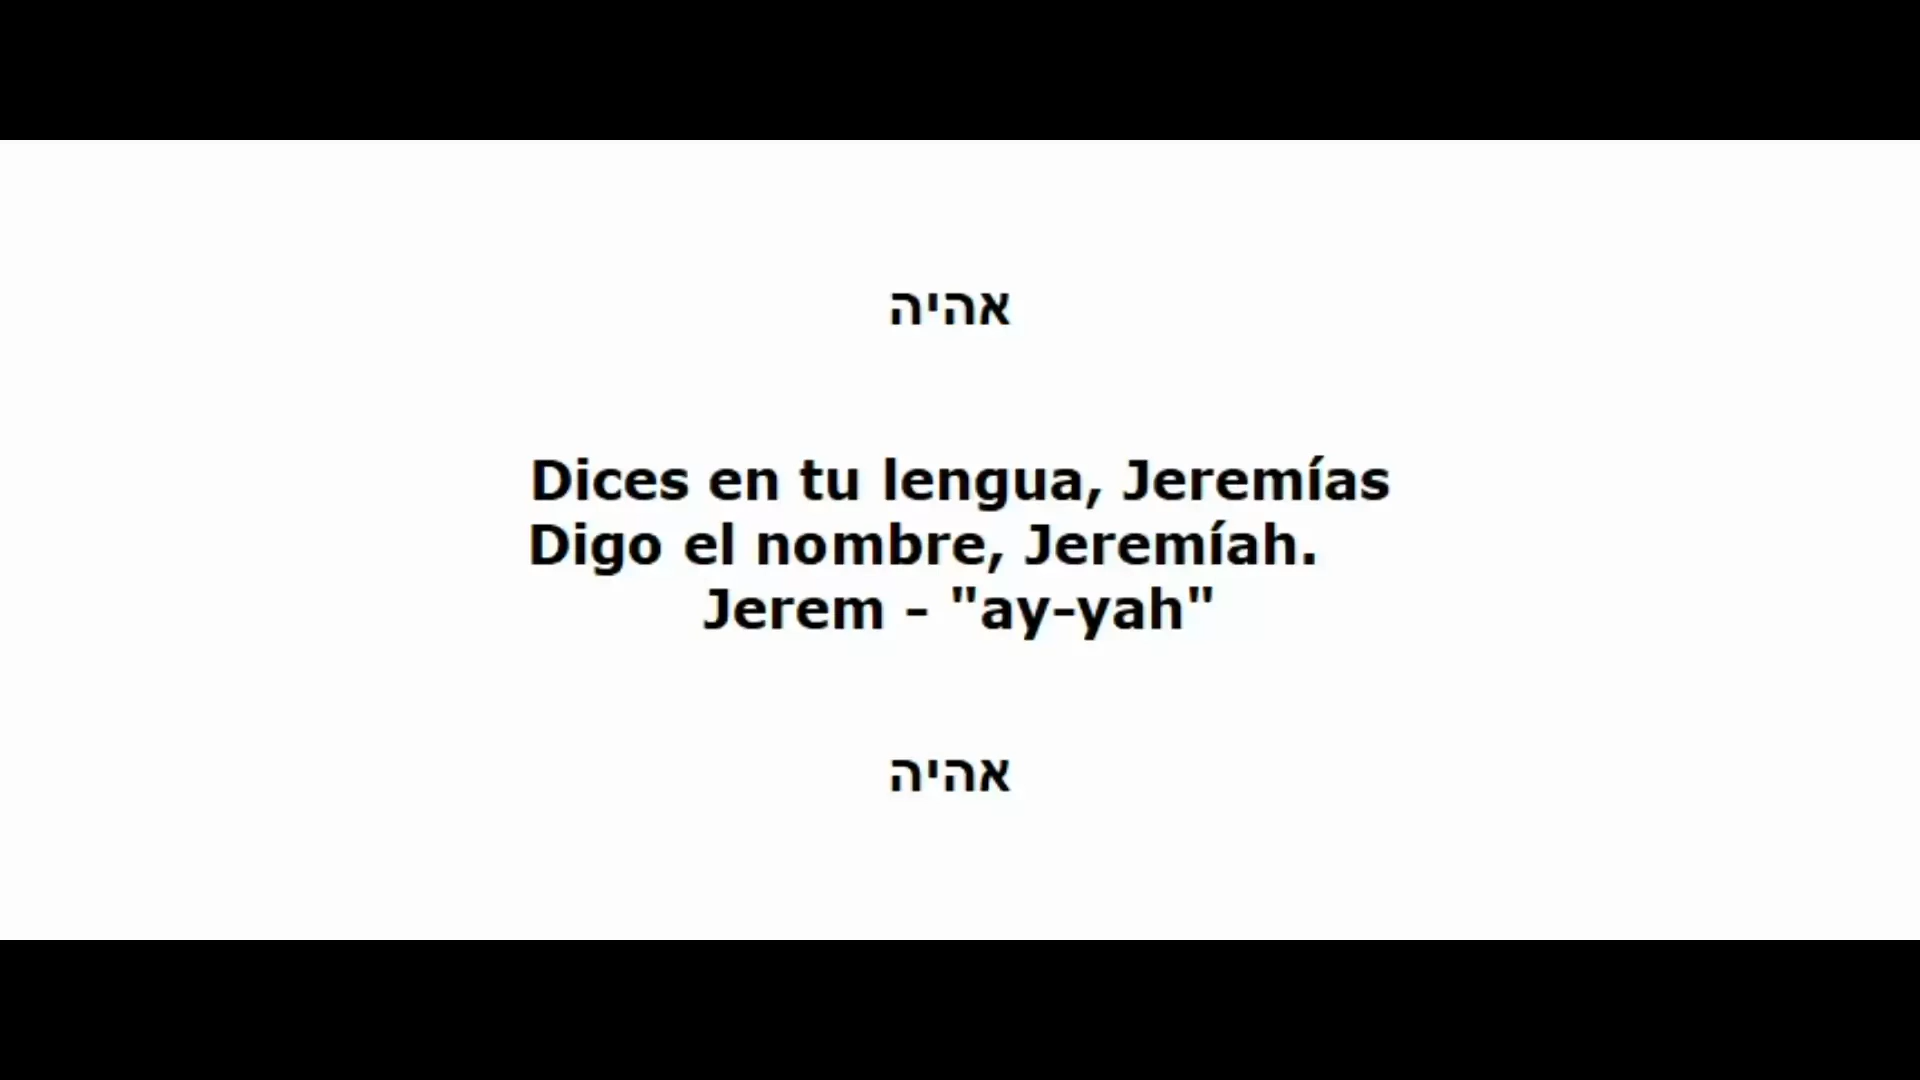 אהיה
Dices en tu lengua, Jeremías
Digo el nombre, Jeremíah.
Jerem - "ay-yah"
אהיה